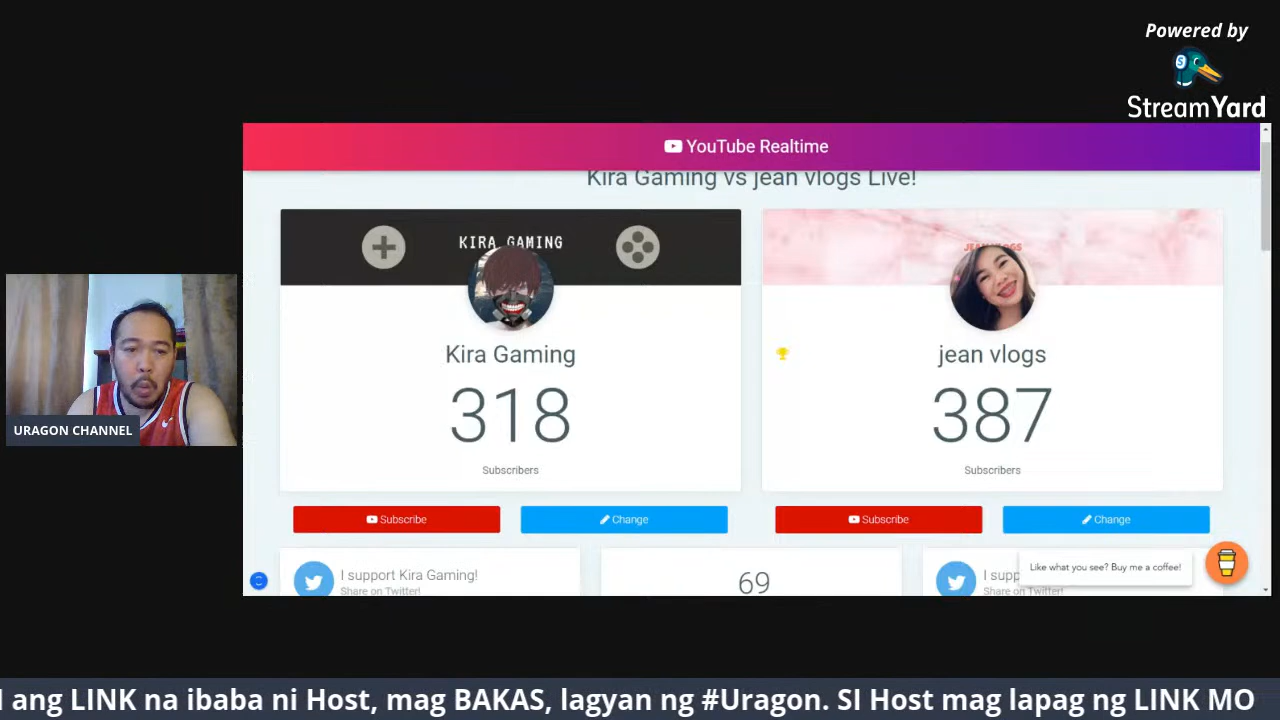 Powered by
StreamYard
YouTube Realtime
Kira Gaming vs jean vlogs Live!
KIRA GAMING
JEAN VLOGS
Kira Gaming
jean vlogs
318
387
Subscribers
Subscribers
Subscribe
Change
Subscribe
Change
I support Kira Gaming!
Share on Twitter!
69
I supp
Share on Twitter!
Like what you see? Buy me a coffee!
URAGON CHANNEL
ang LINK na ibaba ni Host, mag BAKAS, lagyan ng #Uragon. SI Host mag lapag ng LINK MO